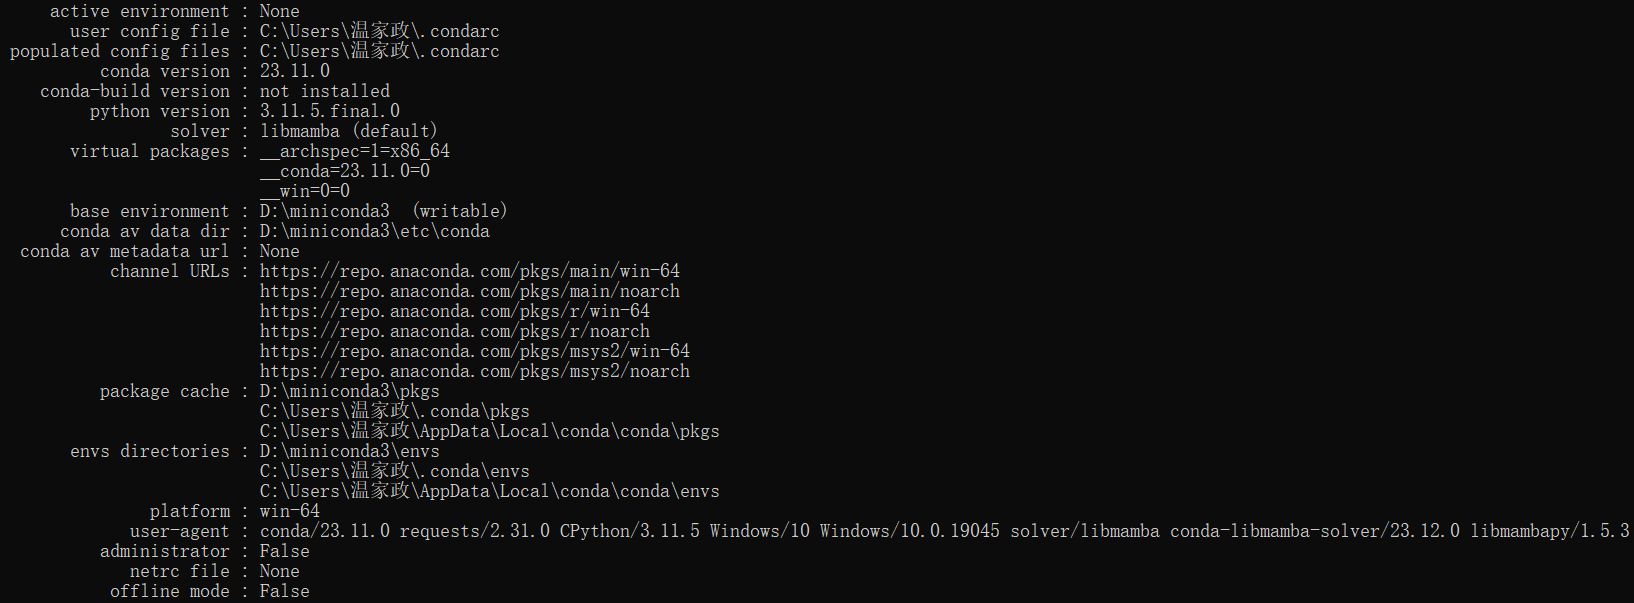 active environment : None
user config file : C:\Users\温家政\.condarc
populated config files : C:\Users\温家政\.condarc
conda version : 23.11.0
conda-build version : not installed
python version : 3.11.5.final.0
solver : libmamba (default)
virtual packages : __archspec=1=x86_64
__conda=23.11.0=0
__win=0=0
base environment : D:\miniconda3  (writable)
conda av data dir : D:\miniconda3\etc\conda
conda av metadata url : None
channel URLs : https://repo.anaconda.com/pkgs/main/win-64
https://repo.anaconda.com/pkgs/main/noarch
https://repo.anaconda.com/pkgs/r/win-64
https://repo.anaconda.com/pkgs/r/noarch
https://repo.anaconda.com/pkgs/msys2/win-64
https://repo.anaconda.com/pkgs/msys2/noarch
package cache : D:\miniconda3\pkgs
C:\Users\温家政\.conda\pkgs
C:\Users\温家政\AppData\Local\conda\conda\pkgs
envs directories : D:\miniconda3\envs
C:\Users\温家政\.conda\envs
C:\Users\温家政\AppData\Local\conda\conda\envs
platform : win-64
user-agent : conda/23.11.0 requests/2.31.0 CPython/3.11.5 Windows/10 Windows/10.0.19045 solver/libmamba conda-libmamba-solver/23.12.0 libmambapy/1.5.3
administrator : False
netrc file : None
offline mode : False